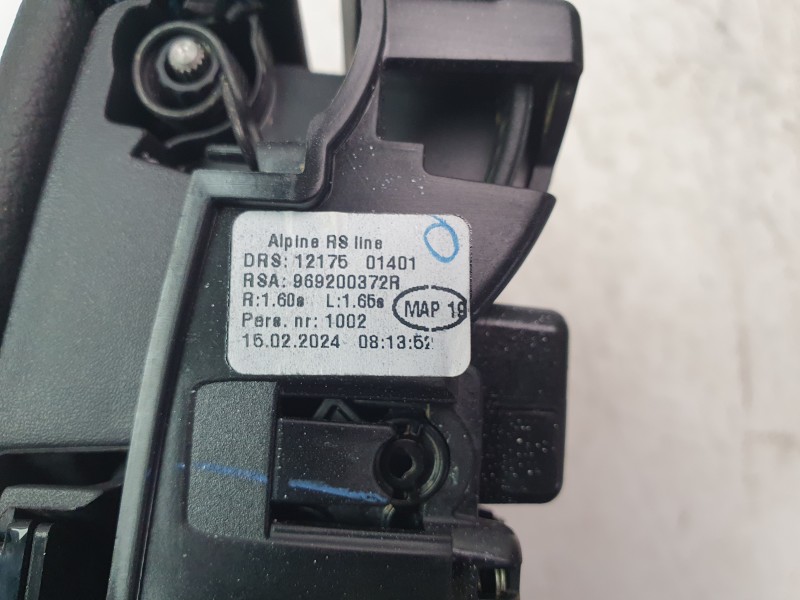 Alpine RS line
DRS: 12175 01401
RSA: 969200372R
R:1.60s L:1.65s MAP 19
Pers. nr: 1002
15.02.2024 08:13:52